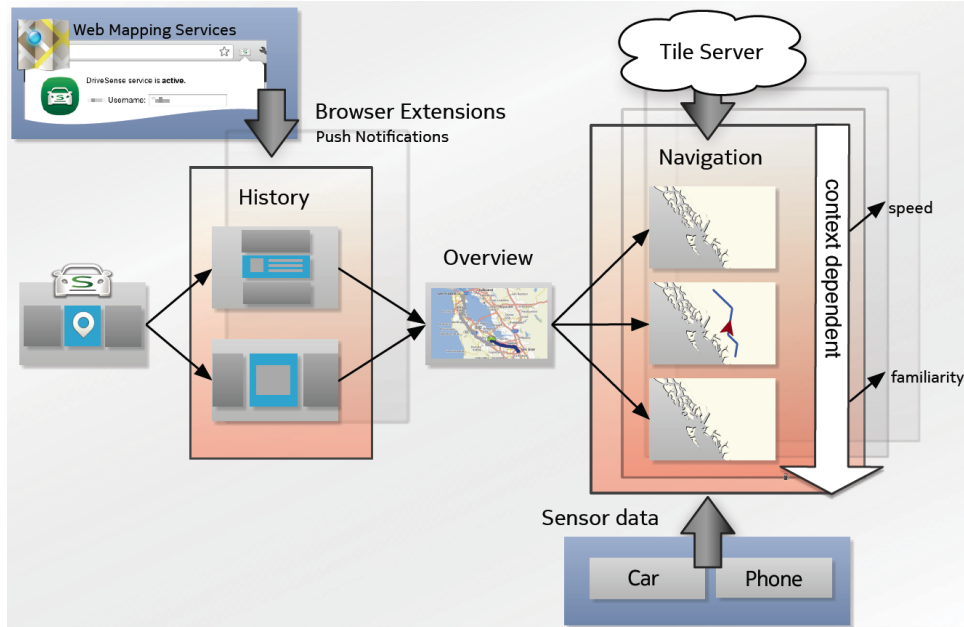 Web Mapping Services
DriveSense service is active.
Username:
Browser Extensions
Push Notifications
History
S
Overview
Tile Server
Navigation
context dependent
speed
familiarity
Sensor data
Car
Phone